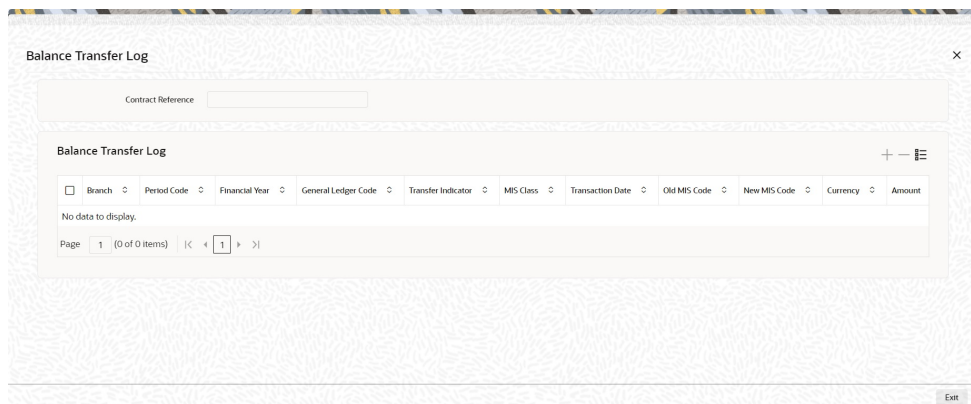 Balance Transfer Log
Contract Reference
Balance Transfer Log
Branch Period Code Financial Year General Ledger Code Transfer Indicator MIS Class Transaction Date Old MIS Code New MIS Code Currency Amount
No data to display.
Page 1 (0 of 0 items) 1
Exit